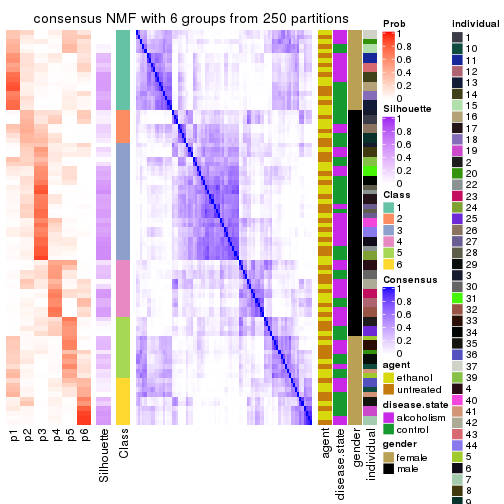 consensus NMF with 6 groups from 250 partitions
p1
p2
p3
p4
p5
p6
Silhouette
Class
agent
disease.state
gender
individual
Prob
1
0.8
0.6
0.4
0.2
0
Silhouette
1
0.8
0.6
0.4
0.2
0
Class
1
2
3
4
5
6
Consensus
1
0.8
0.6
0.4
0.2
0
agent
ethanol
untreated
disease.state
alcoholism
control
gender
female
male
individual
1
10
11
12
13
14
15
16
17
18
19
2
20
22
23
24
25
26
27
28
29
3
30
31
32
33
34
35
36
37
39
4
40
41
42
43
44
5
6
7
8
9